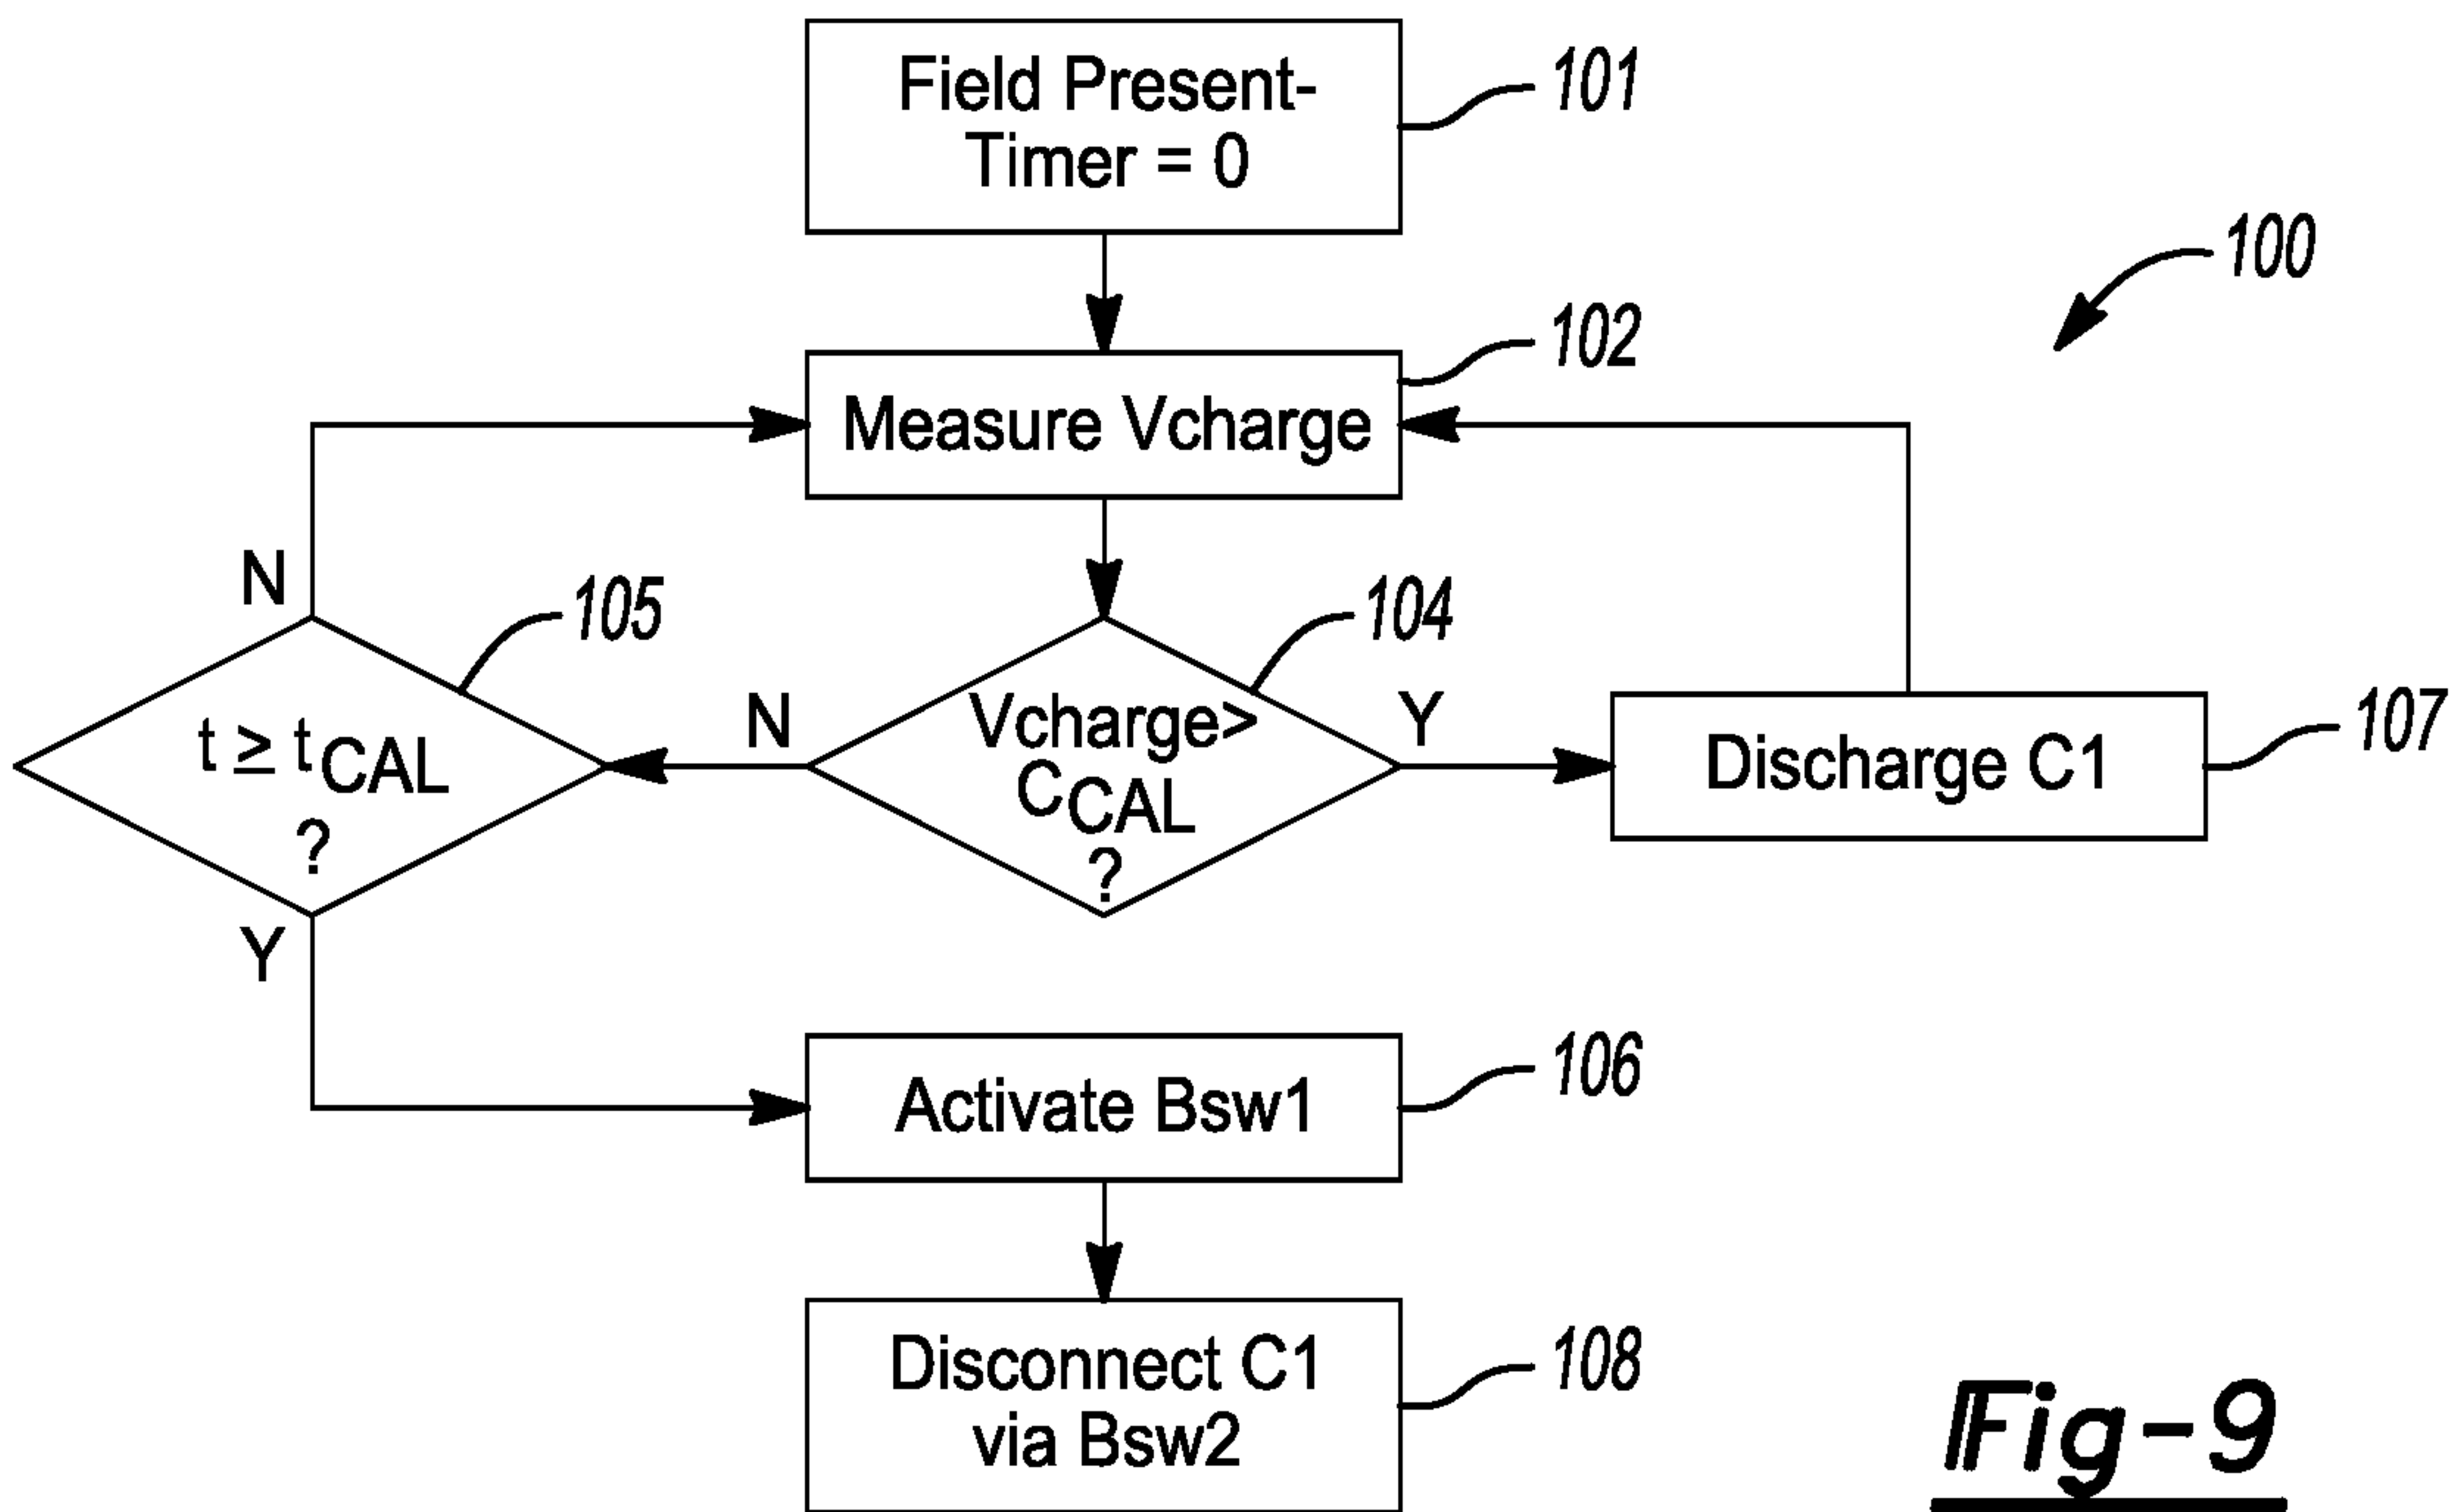 Field Present-
Timer = 0
101
100
102
Measure Vcharge
N
105
104
t ≥ tCAL
?
N
Vcharge>
CCAL
?
Y
Discharge C1
107
Y
Activate Bsw1
106
Disconnect C1
via Bsw2
108
Fig-9